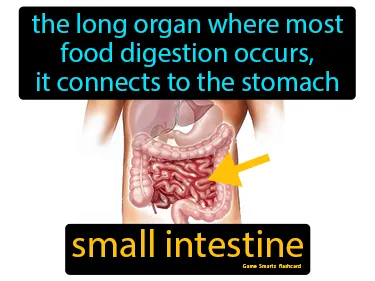 the long organ where most
food digestion occurs,
it connects to the stomach
small intestine
Game Smartz flashcard